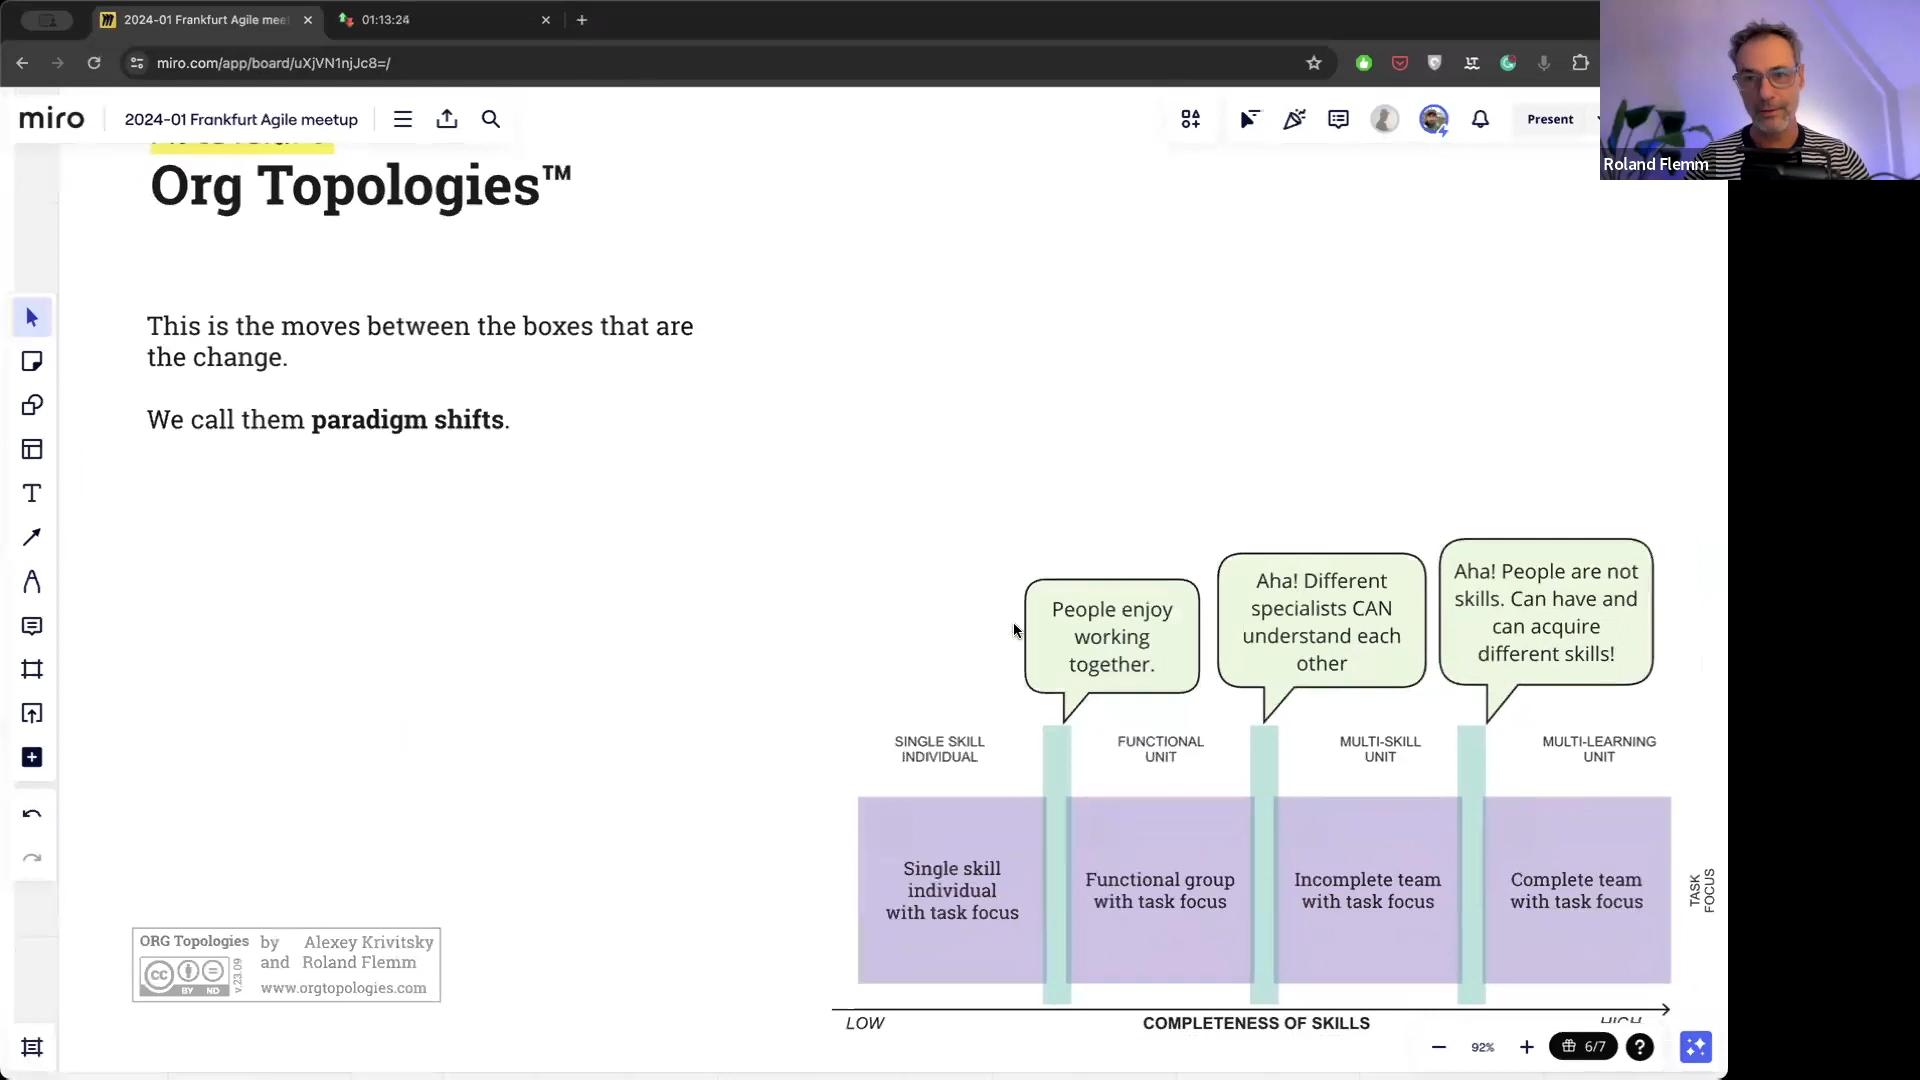 2024-01 Frankfurt Agile mee
01:13:24
miro.com/app/board/uXjVN1njJc8=/
miro
2024-01 Frankfurt Agile meetup
Present
Roland Flemm
Org Topologies™
This is the moves between the boxes that are
the change.
We call them paradigm shifts.
People enjoy
working
together.
Aha! Different
specialists CAN
understand each
other
Aha! People are not
skills. Can have and
can acquire
different skills!
SINGLE SKILL
INDIVIDUAL
FUNCTIONAL
UNIT
MULTI-SKILL
UNIT
MULTI-LEARNING
UNIT
Single skill
individual
with task focus
Functional group
with task focus
Incomplete team
with task focus
Complete team
with task focus
TASK
FOCUS
LOW
COMPLETENESS OF SKILLS
HIGH
ORG Topologies by Alexey Krivitsky
and Roland Flemm
www.orgtopologies.com
cc
BY ND
v.23.09
92%
6/7